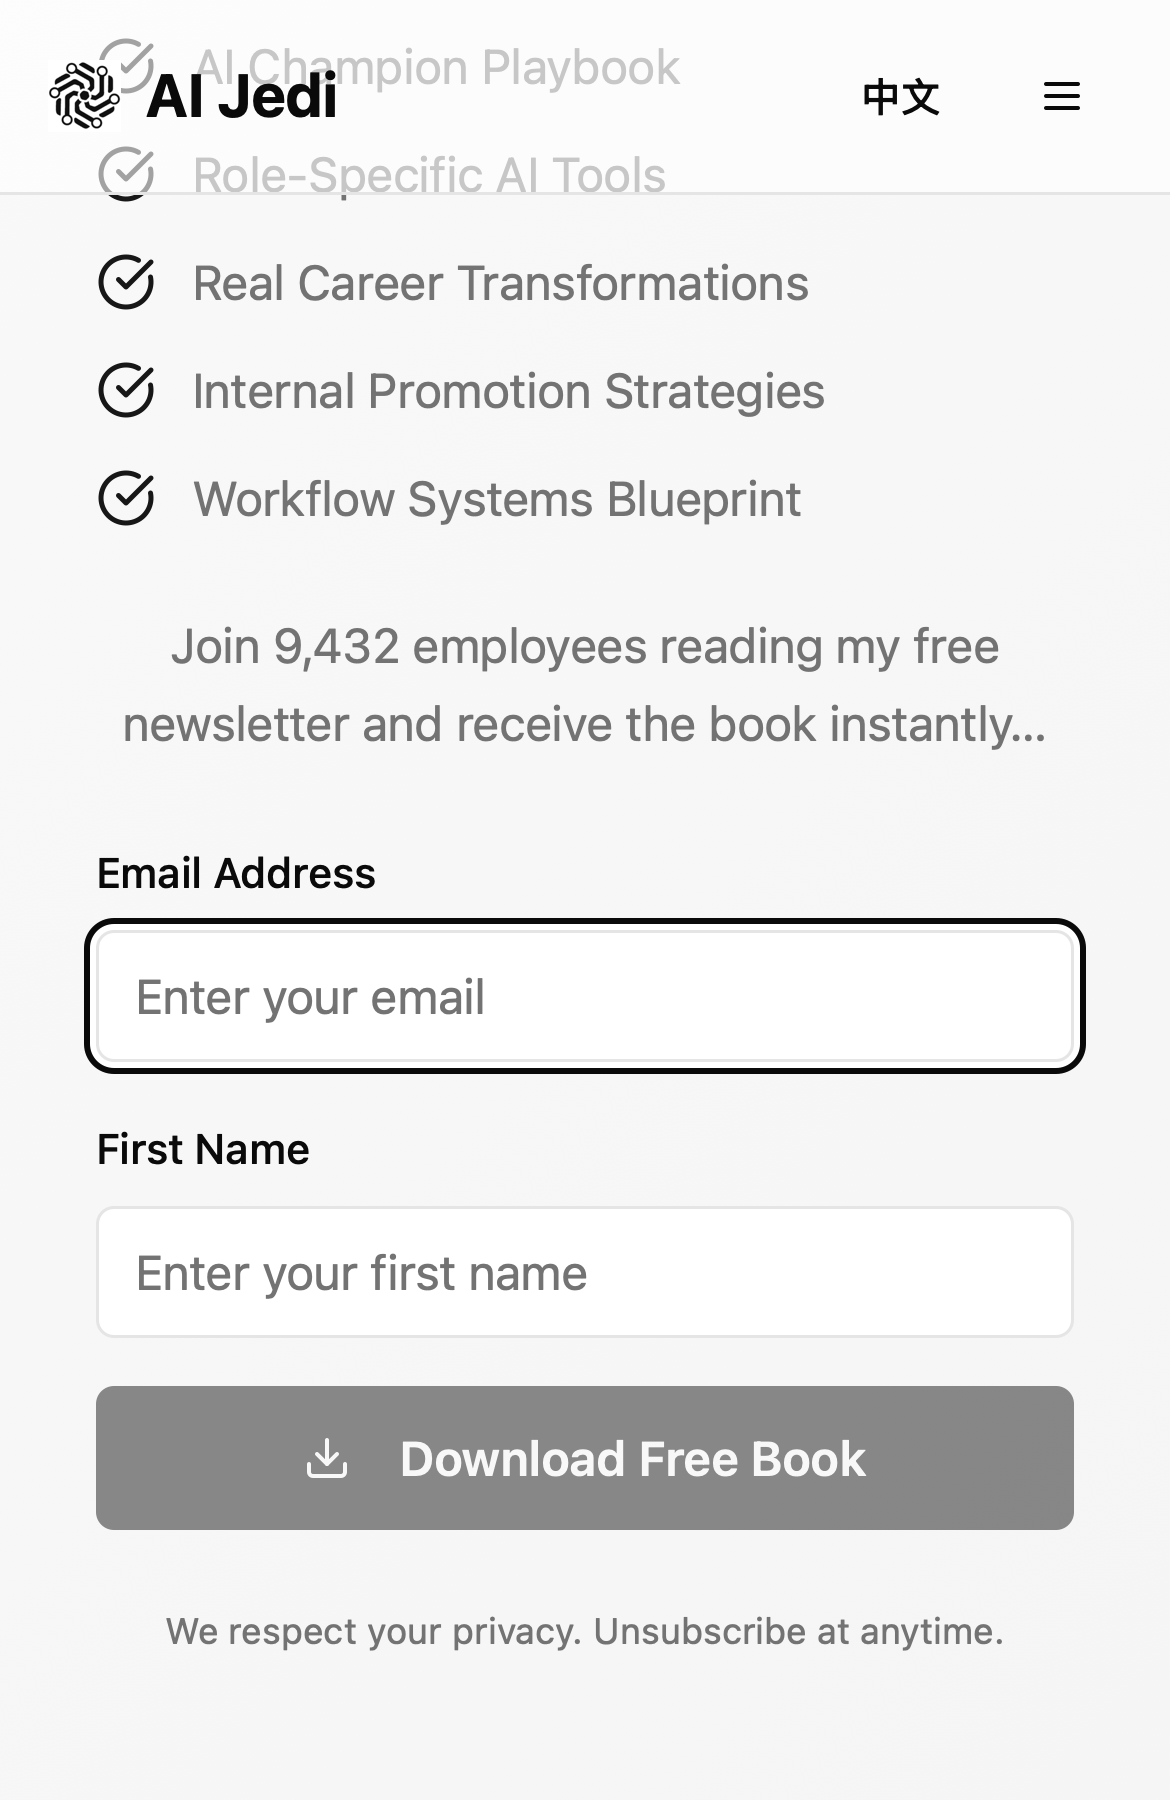 AI Champion Playbook
AI Jedi
中文
Role-Specific AI Tools
Real Career Transformations
Internal Promotion Strategies
Workflow Systems Blueprint
Join 9,432 employees reading my free
newsletter and receive the book instantly...
Email Address
Enter your email
First Name
Enter your first name
Download Free Book
We respect your privacy. Unsubscribe at anytime.